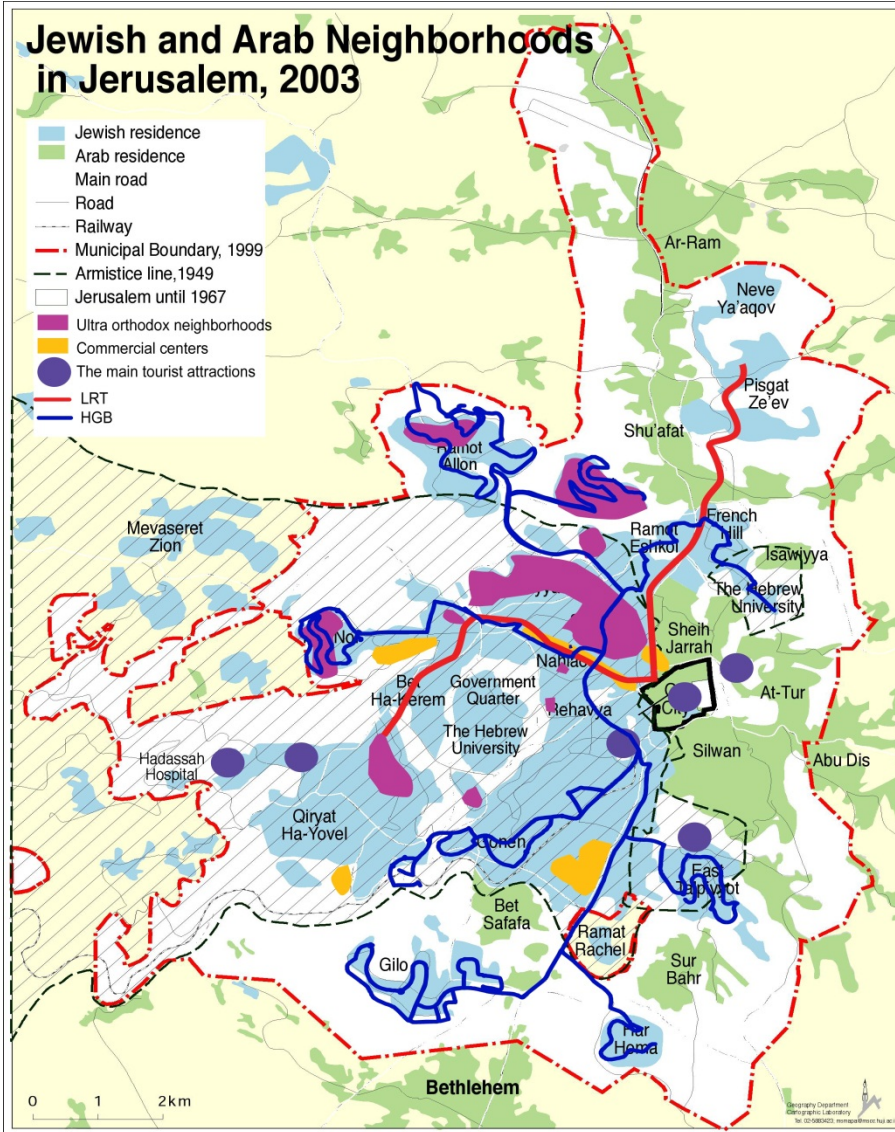 Jewish and Arab Neighborhoods
in Jerusalem, 2003
Jewish residence
Arab residence
Main road
Road
Railway
Municipal Boundary, 1999
Armistice line,1949
Jerusalem until 1967
Ultra orthodox neighborhoods
Commercial centers
The main tourist attractions
LRT
HGB
Ar-Ram
Neve
Ya'aqov
Pisgat
Ze'ev
Shu'afat
Ramot
Allon
Mevaseret
Zion
Ramot
Eshkol
French
Hill
Isawiyya
The Hebrew
University
Sheih
Jarrah
Bet
Ha-Kerem
Government
Quarter
The Hebrew
University
Rehavya
At-Tur
Silwan
Abu Dis
Hadassah
Hospital
Qiryat
Ha-Yovel
Gonen
East
Talpiyyot
Bet
Safafa
Ramat
Rachel
Sur
Bahr
Gilo
Har
Homa
Bethlehem
0 1 2km
Geography Department
Cartographic Laboratory